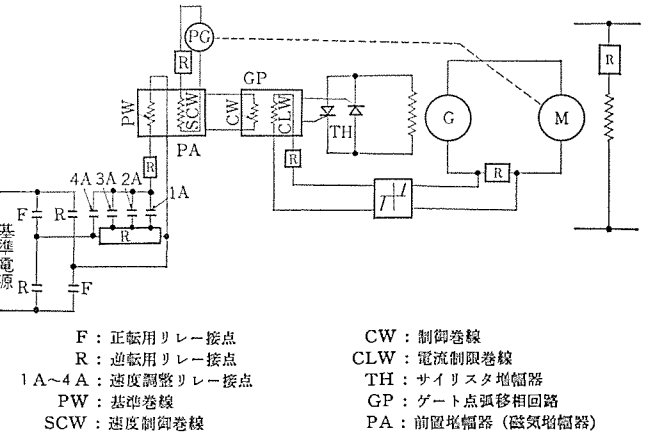 PG
R
GP
PW
SCW
CW
CLW
TH
G
M
R
PA
R
R
R
4A 3A 2A
1A
F
R
R
基準電源
R
F
F : 正転用リレー接点
R : 逆転用リレー接点
1A~4A : 速度調整リレー接点
PW : 基準巻線
SCW : 速度制御巻線
CW : 制御巻線
CLW : 電流制限巻線
TH : サイリスタ増幅器
GP : ゲート点弧移相回路
PA : 前置増幅器 (磁気増幅器)